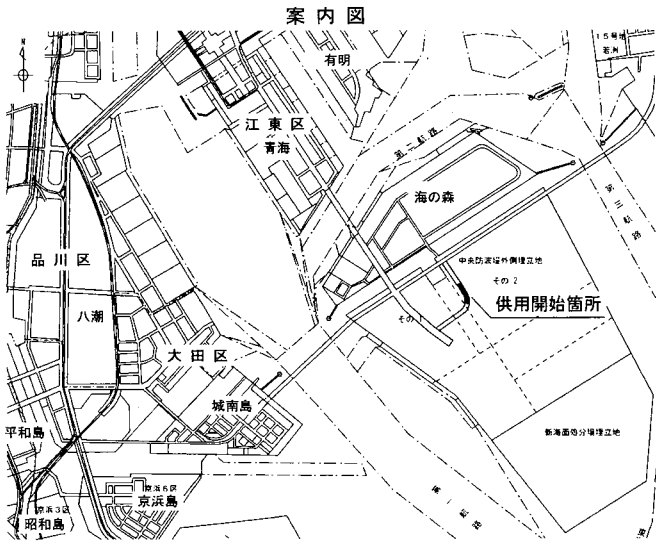 案内図
N
15号地
若洲
有明
江東区
青海
第二航路
海の森
第三航路
品川区
中央防波堤外側埋立地
その2
供用開始箇所
その1
八潮
大田区
城南島
平和島
新海面処分場埋立地
京浜6区
京浜島
京浜3区
昭和島
第一航路